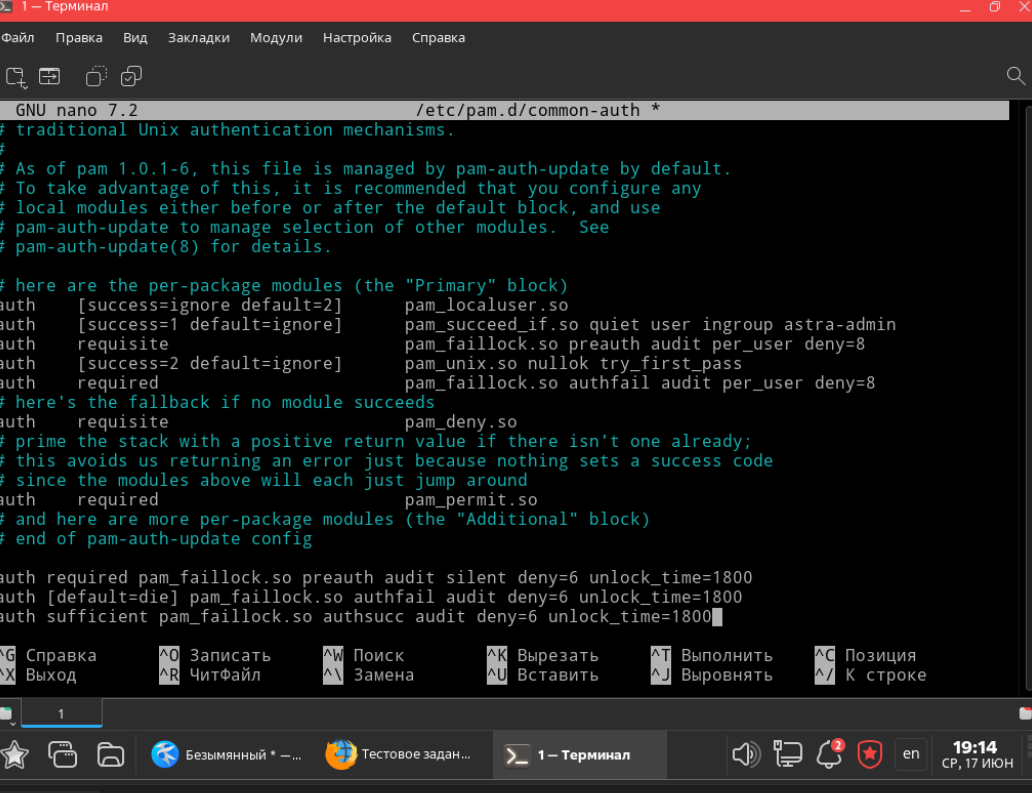 1 — Терминал
Файл Правка Вид Закладки Модули Настройка Справка
GNU nano 7.2 /etc/pam.d/common-auth *
# traditional Unix authentication mechanisms.
#
# As of pam 1.0.1-6, this file is managed by pam-auth-update by default.
# To take advantage of this, it is recommended that you configure any
# local modules either before or after the default block, and use
# pam-auth-update to manage selection of other modules.  See
# pam-auth-update(8) for details.
# here are the per-package modules (the "Primary" block)
auth    [success=ignore default=2]      pam_localuser.so
auth    [success=1 default=ignore]      pam_succeed_if.so quiet user ingroup astra-admin
auth    requisite                       pam_faillock.so preauth audit per_user deny=8
auth    [success=2 default=ignore]      pam_unix.so nullok try_first_pass
auth    required                        pam_faillock.so authfail audit per_user deny=8
# here's the fallback if no module succeeds
auth    requisite                       pam_deny.so
# prime the stack with a positive return value if there isn't one already;
# this avoids us returning an error just because nothing sets a success code
# since the modules above will each just jump around
auth    required                        pam_permit.so
# and here are more per-package modules (the "Additional" block)
# end of pam-auth-update config
auth required pam_faillock.so preauth audit silent deny=6 unlock_time=1800
auth [default=die] pam_faillock.so authfail audit deny=6 unlock_time=1800
auth sufficient pam_faillock.so authsucc audit deny=6 unlock_time=1800
^G Справка ^O Записать ^W Поиск ^K Вырезать ^T Выполнить ^C Позиция
^X Выход ^R ЧитФайл ^\ Замена ^U Вставить ^J Выровнять ^/ К строке
1
Безымянный * —... Тестовое задан... 1 — Терминал 2 en 19:14
СР, 17 ИЮН